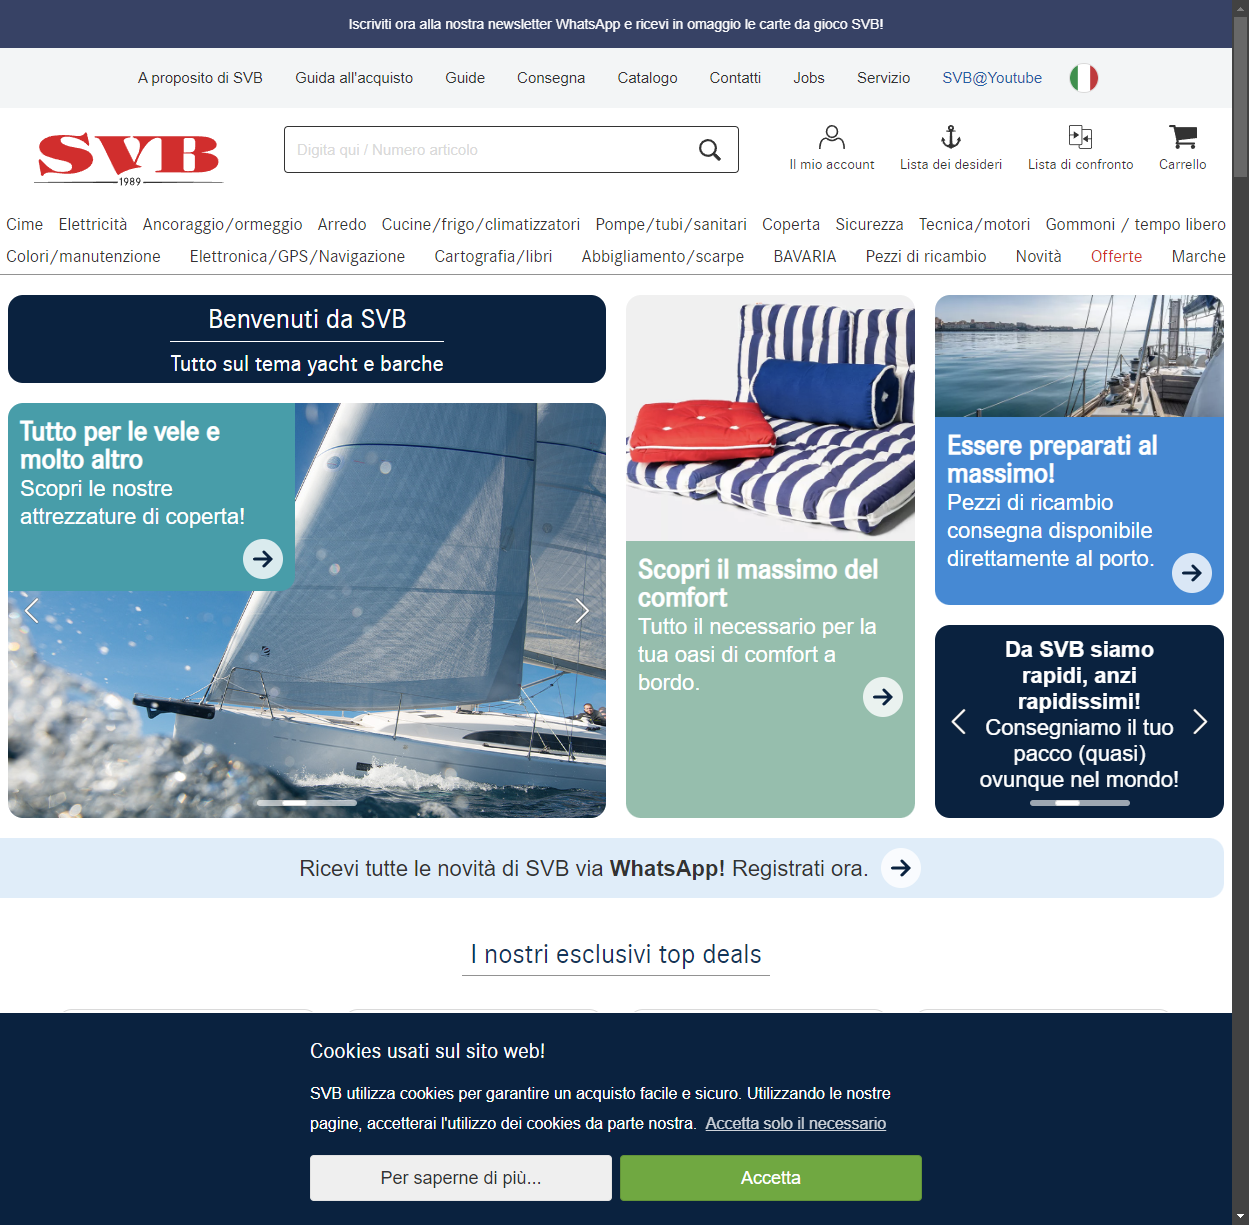 Iscriviti ora alla nostra newsletter WhatsApp e ricevi in omaggio le carte da gioco SVB!
A proposito di SVB Guida all'acquisto Guide Consegna Catalogo Contatti Jobs Servizio SVB@Youtube
SVB
1989
Digita qui / Numero articolo
Il mio account Lista dei desideri Lista di confronto Carrello
Cime Elettricità Ancoraggio/ormeggio Arredo Cucine/frigo/climatizzatori Pompe/tubi/sanitari Coperta Sicurezza Tecnica/motori Gommoni / tempo libero
Colori/manutenzione Elettronica/GPS/Navigazione Cartografia/libri Abbigliamento/scarpe BAVARIA Pezzi di ricambio Novità Offerte Marche
Benvenuti da SVB
Tutto sul tema yacht e barche
Tutto per le vele e
molto altro
Scopri le nostre
attrezzature di coperta!
Scopri il massimo del
comfort
Tutto il necessario per la
tua oasi di comfort a
bordo.
Essere preparati al
massimo!
Pezzi di ricambio
consegna disponibile
direttamente al porto.
Da SVB siamo
rapidi, anzi
rapidissimi!
Consegniamo il tuo
pacco (quasi)
ovunque nel mondo!
Ricevi tutte le novità di SVB via WhatsApp! Registrati ora.
I nostri esclusivi top deals
Cookies usati sul sito web!
SVB utilizza cookies per garantire un acquisto facile e sicuro. Utilizzando le nostre
pagine, accetterai l'utilizzo dei cookies da parte nostra. Accetta solo il necessario
Per saperne di più... Accetta